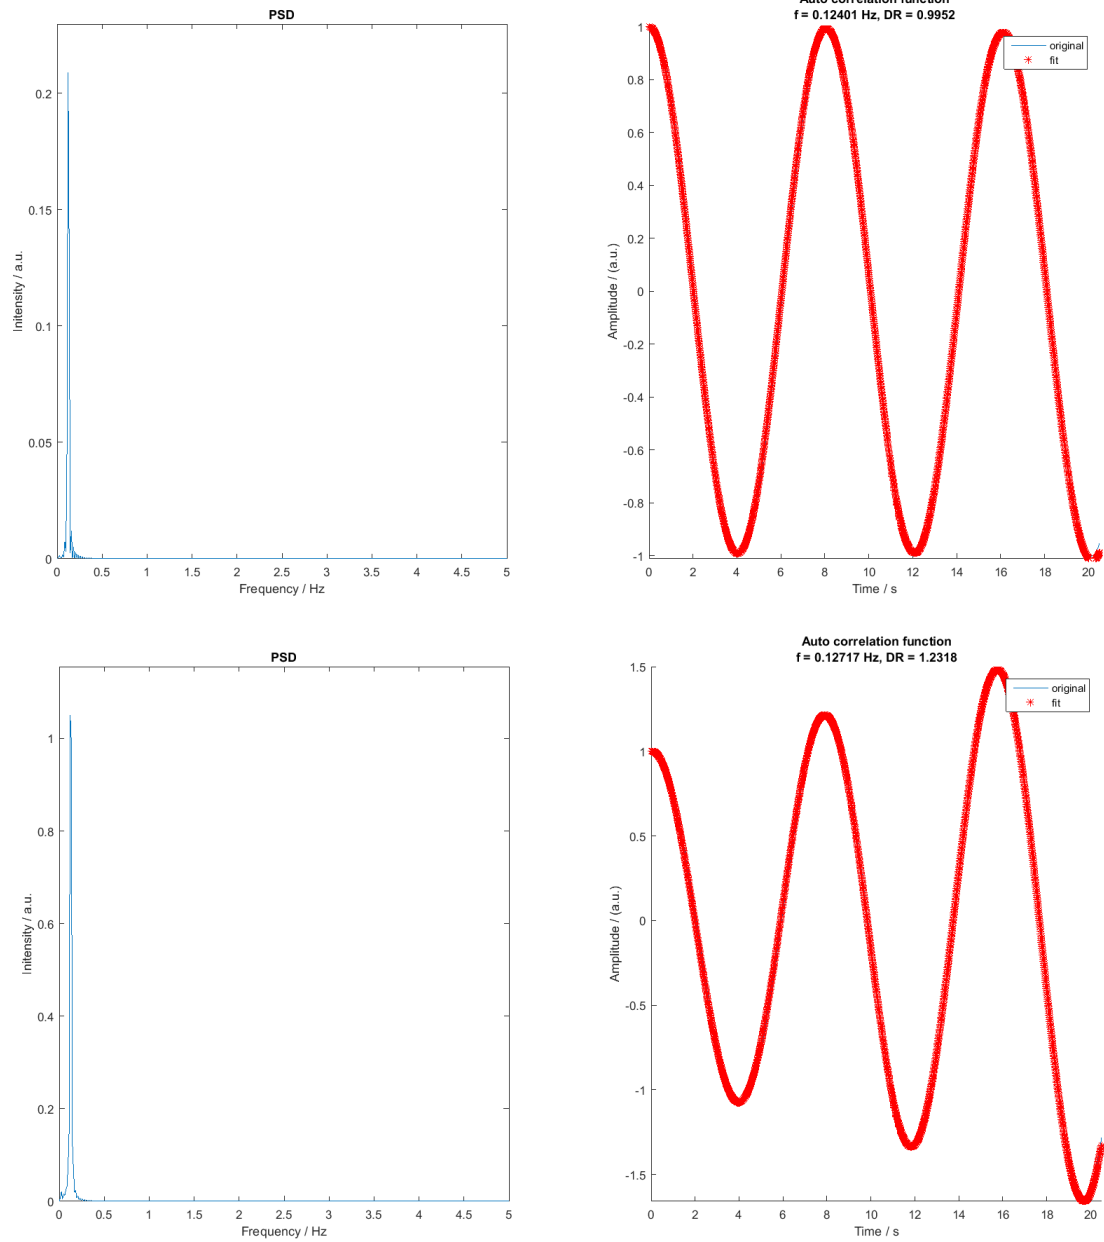 PSD
0.2
0.15
0.1
0.05
0
Initensity / a.u.
0 0.5 1 1.5 2 2.5 3 3.5 4 4.5 5
Frequency / Hz
Auto correlation function
f = 0.12401 Hz, DR = 0.9952
original
fit
1
0.8
0.6
0.4
0.2
0
-0.2
-0.4
-0.6
-0.8
-1
Amplitude / (a.u.)
0 2 4 6 8 10 12 14 16 18 20
Time / s
PSD
1
0.8
0.6
0.4
0.2
0
Initensity / a.u.
0 0.5 1 1.5 2 2.5 3 3.5 4 4.5 5
Frequency / Hz
Auto correlation function
f = 0.12717 Hz, DR = 1.2318
original
fit
1.5
1
0.5
0
-0.5
-1
-1.5
Amplitude / (a.u.)
0 2 4 6 8 10 12 14 16 18 20
Time / s